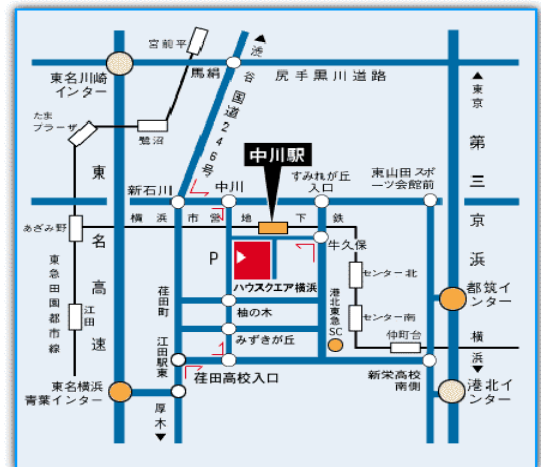 宮前平
馬絹
渋谷
尻手黒川道路
東名川崎
インター
国道246号
東京
たま
プラーザ
鷺沼
中川駅
東
名
高
速
第三京浜
新石川
中川
すみれが丘
入口
東山田スポ
ーツ会館前
横浜市営地下鉄
あざみ野
牛久保
P
ハウスクエア横浜
センター北
荏田町
東急田園都市線
江田
柚の木
港北東急
SC
センター南
都筑イ
ンター
みずきが丘
仲町台
横浜
江田駅東
荏田高校入口
新栄高校
南側
東名横浜
青葉インター
厚木
港北イ
ンター